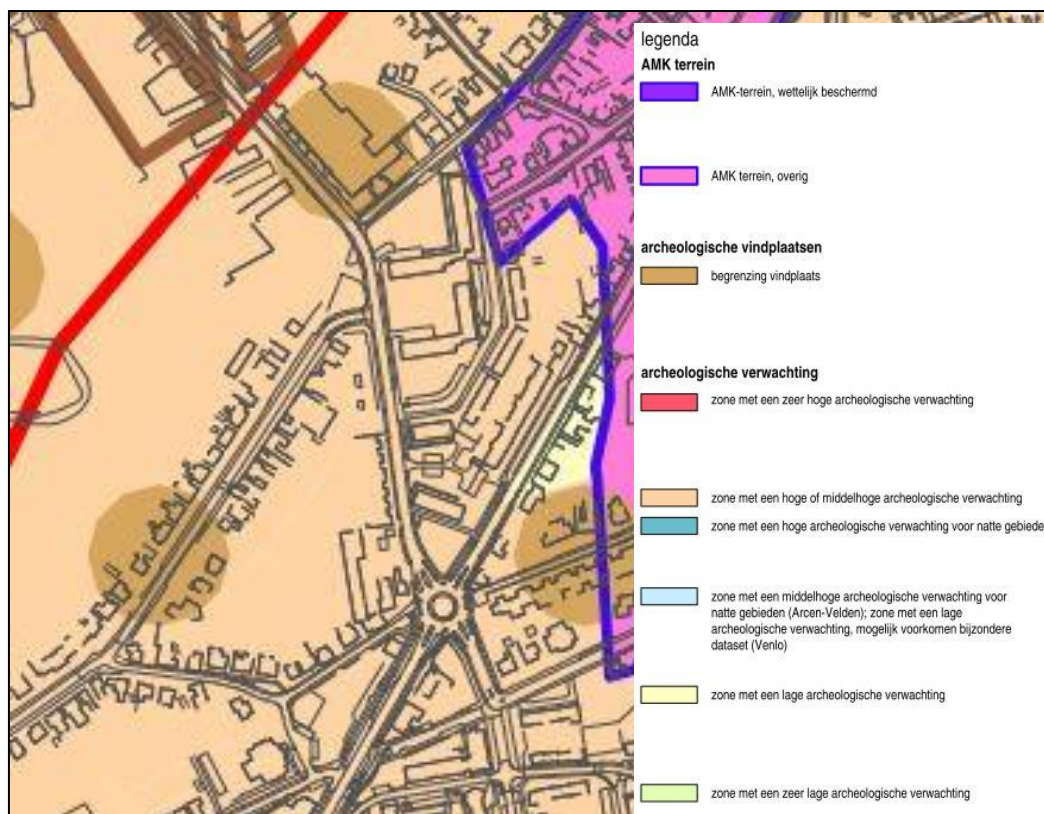 legenda
AMK terrein
AMK-terrein, wettelijk beschermd
AMK terrein, overig
archeologische vindplaatsen
begrenzing vindplaats
archeologische verwachting
zone met een zeer hoge archeologische verwachting
zone met een hoge of middelhoge archeologische verwachting
zone met een hoge archeologische verwachting voor natte gebiede
zone met een middelhoge archeologische verwachting voor
natte gebieden (Arcen-Velden); zone met een lage
archeologische verwachting, mogelijk voorkomen bijzondere
dataset (Venlo)
zone met een lage archeologische verwachting
zone met een zeer lage archeologische verwachting